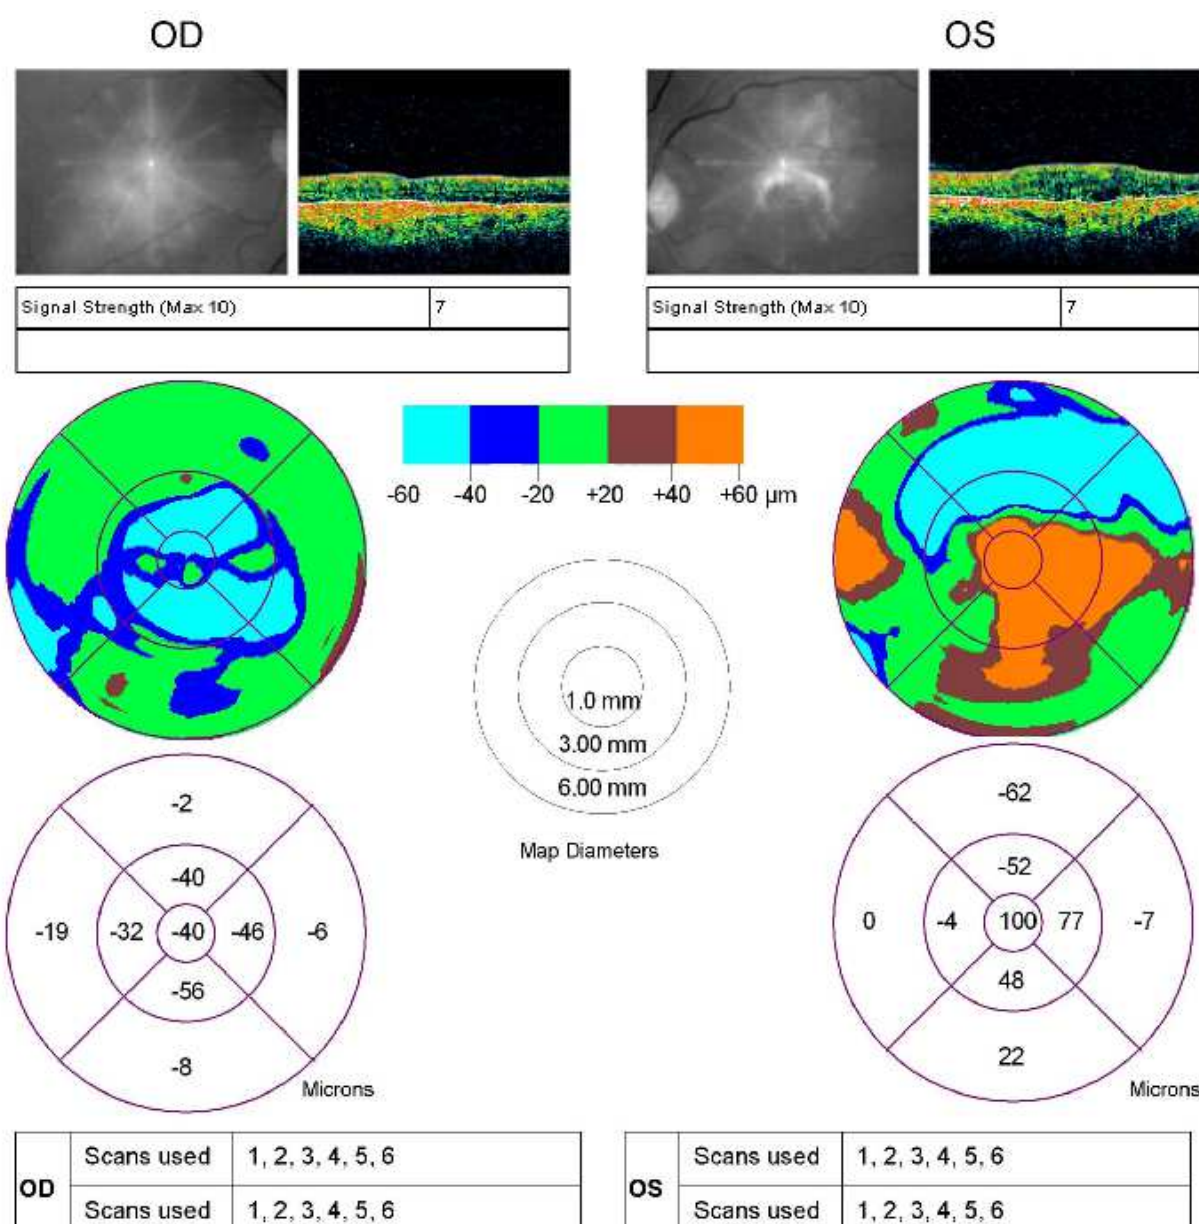 OD OS
Signal Strength (Max 10) 7
Signal Strength (Max 10) 7
-60 -40 -20 +20 +40 +60 µm
1.0 mm
3.00 mm
6.00 mm
Map Diameters
-2
-40
-19 -32 -40 -46 -6
-56
-8
Microns
-62
-52
0 -4 100 77 -7
48
22
Microns
OD
Scans used 1, 2, 3, 4, 5, 6
Scans used 1, 2, 3, 4, 5, 6
OS
Scans used 1, 2, 3, 4, 5, 6
Scans used 1, 2, 3, 4, 5, 6